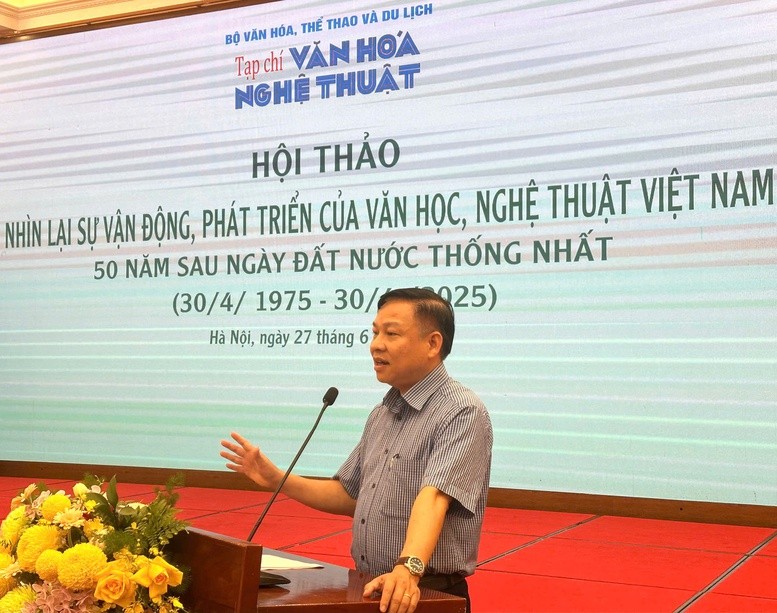 BỘ VĂN HÓA, THỂ THAO VÀ DU LỊCH
Tạp chí VĂN HÓA
NGHỆ THUẬT
HỘI THẢO
NHÌN LẠI SỰ VẬN ĐỘNG, PHÁT TRIỂN CỦA VĂN HỌC, NGHỆ THUẬT VIỆT NAM
50 NĂM SAU NGÀY ĐẤT NƯỚC THỐNG NHẤT
(30/4/ 1975 - 30/ 2025)
Hà Nội, ngày 27 tháng 6